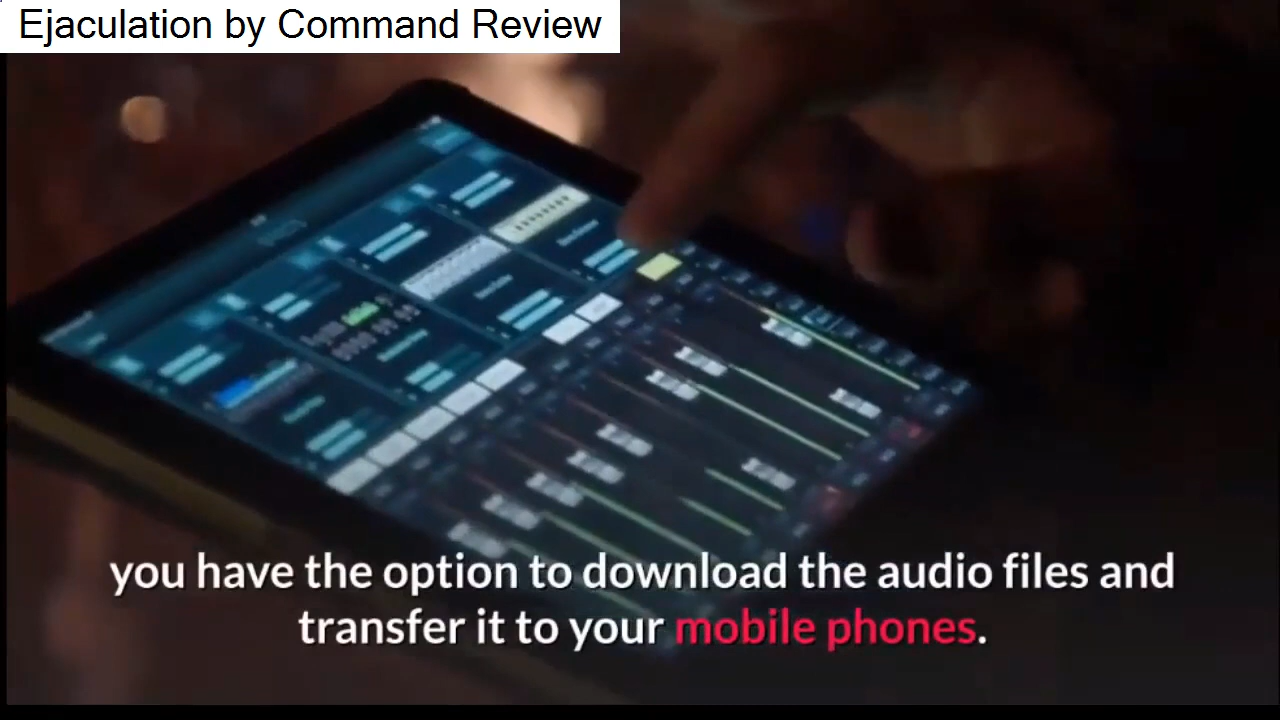 Ejaculation by Command Review
you have the option to download the audio files and
transfer it to your mobile phones.